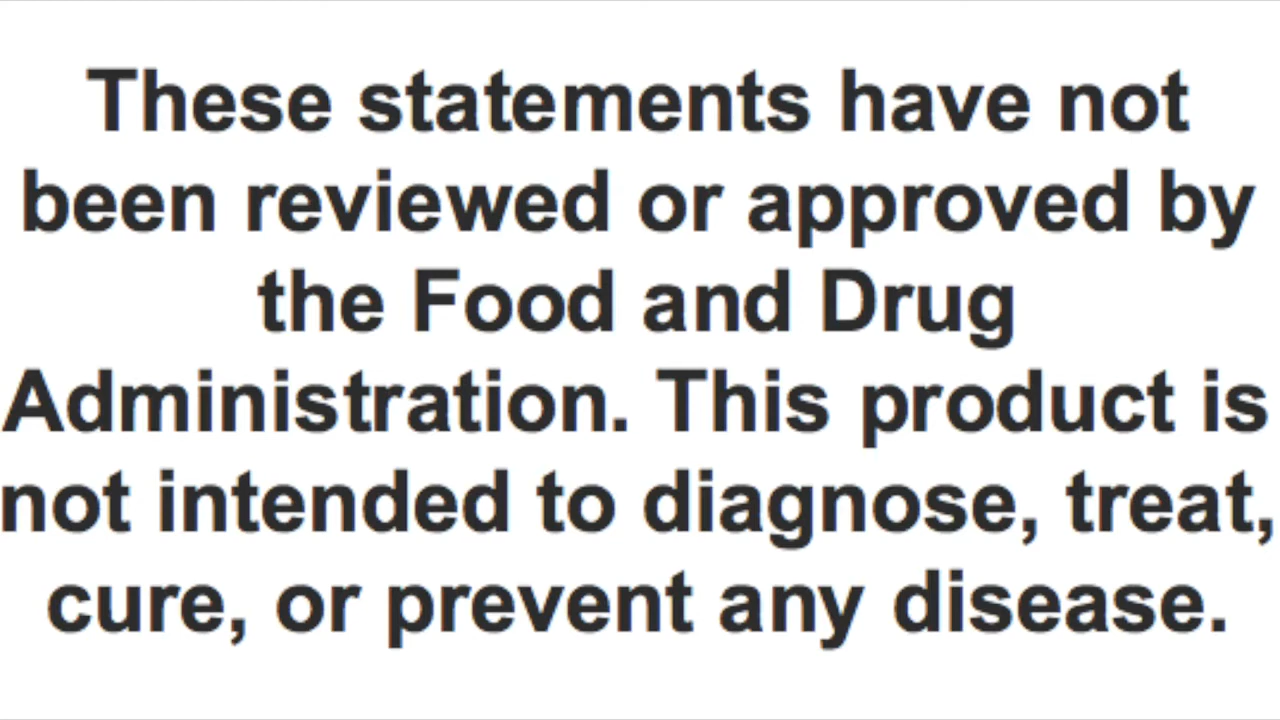 These statements have not
been reviewed or approved by
the Food and Drug
Administration. This product is
not intended to diagnose, treat,
cure, or prevent any disease.